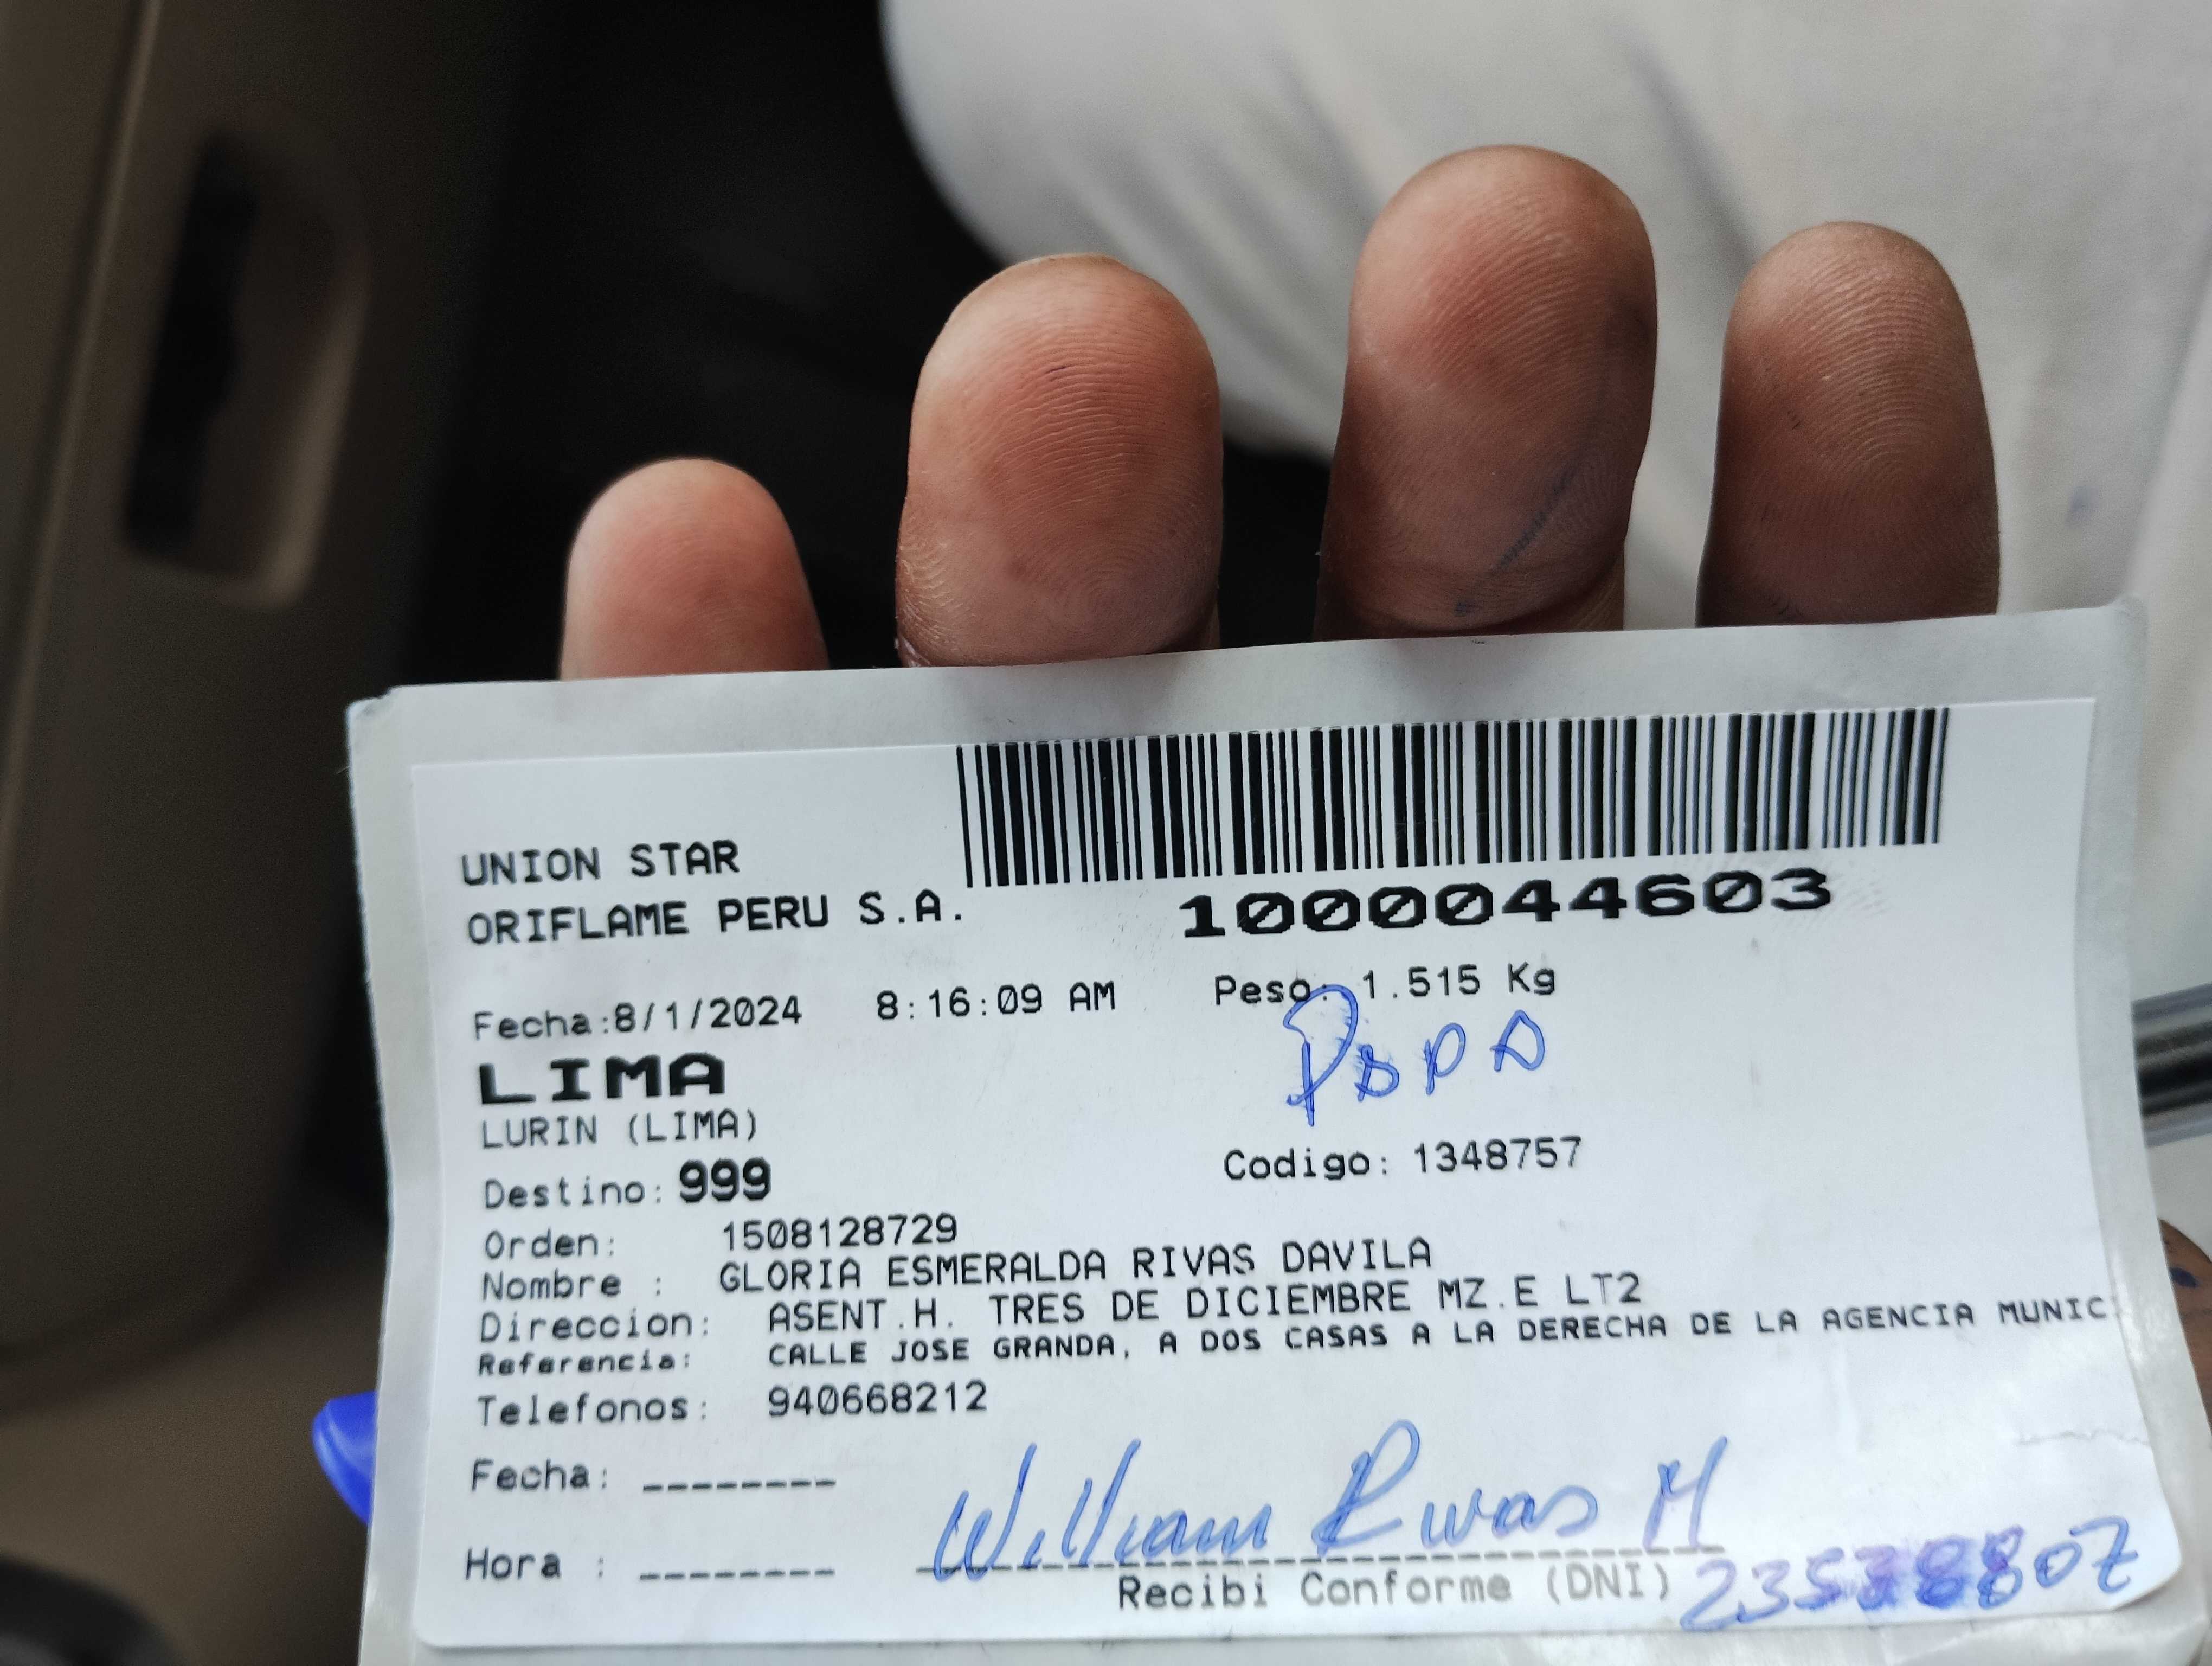 UNION STAR
ORIFLAME PERU S.A.
1000044603
Fecha:8/1/2024 8:16:09 AM Peso: 1.515 Kg
LIMA
PAPA
LURIN (LIMA)
Codigo: 1348757
Destino: 999
Orden: 1508128729
Nombre : GLORIA ESMERALDA RIVAS DAVILA
Direccion: ASENT.H. TRES DE DICIEMBRE MZ.E LT2
Referencia: CALLE JOSE GRANDA, A DOS CASAS A LA DERECHA DE LA AGENCIA MUNIC
Telefonos: 940668212
Fecha: --------
William Rivas M
Hora : --------
Recibi Conforme (DNI)